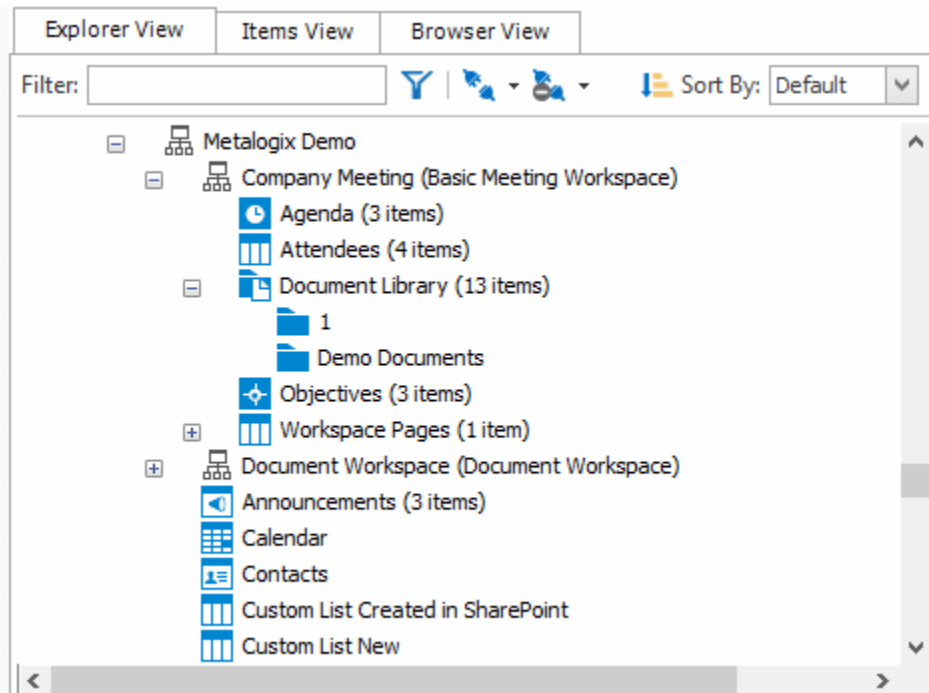 Explorer View Items View Browser View
Filter: Sort By: Default
Metalogix Demo
Company Meeting (Basic Meeting Workspace)
Agenda (3 items)
Attendees (4 items)
Document Library (13 items)
1
Demo Documents
Objectives (3 items)
Workspace Pages (1 item)
Document Workspace (Document Workspace)
Announcements (3 items)
Calendar
Contacts
Custom List Created in SharePoint
Custom List New